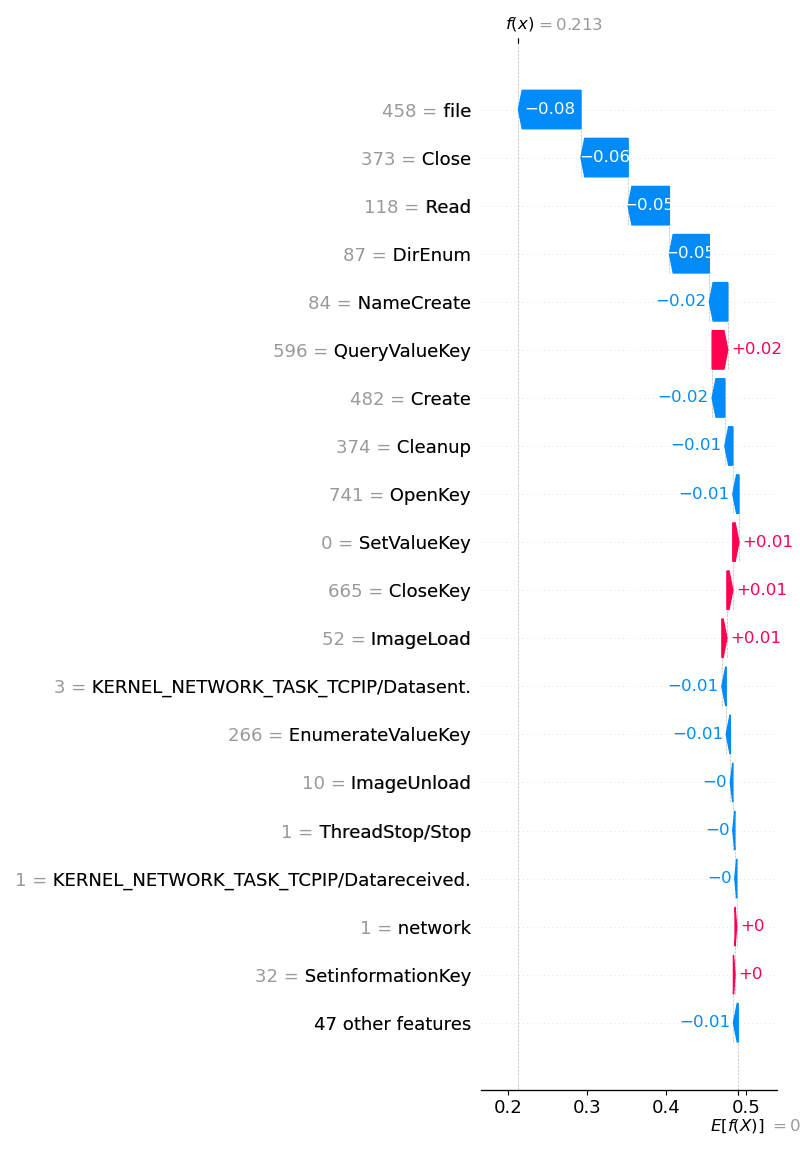 f(x) = 0.213
458 = file
−0.08
373 = Close
−0.06
118 = Read
−0.05
87 = DirEnum
−0.05
84 = NameCreate
−0.02
596 = QueryValueKey
+0.02
482 = Create
−0.02
374 = Cleanup
−0.01
741 = OpenKey
−0.01
0 = SetValueKey
+0.01
665 = CloseKey
+0.01
52 = ImageLoad
+0.01
3 = KERNEL_NETWORK_TASK_TCPIP/Datasent.
−0.01
266 = EnumerateValueKey
−0.01
10 = ImageUnload
−0
1 = ThreadStop/Stop
−0
1 = KERNEL_NETWORK_TASK_TCPIP/Datareceived.
−0
1 = network
+0
32 = SetinformationKey
+0
47 other features
−0.01
0.2 0.3 0.4 0.5
E[f(X)] = 0